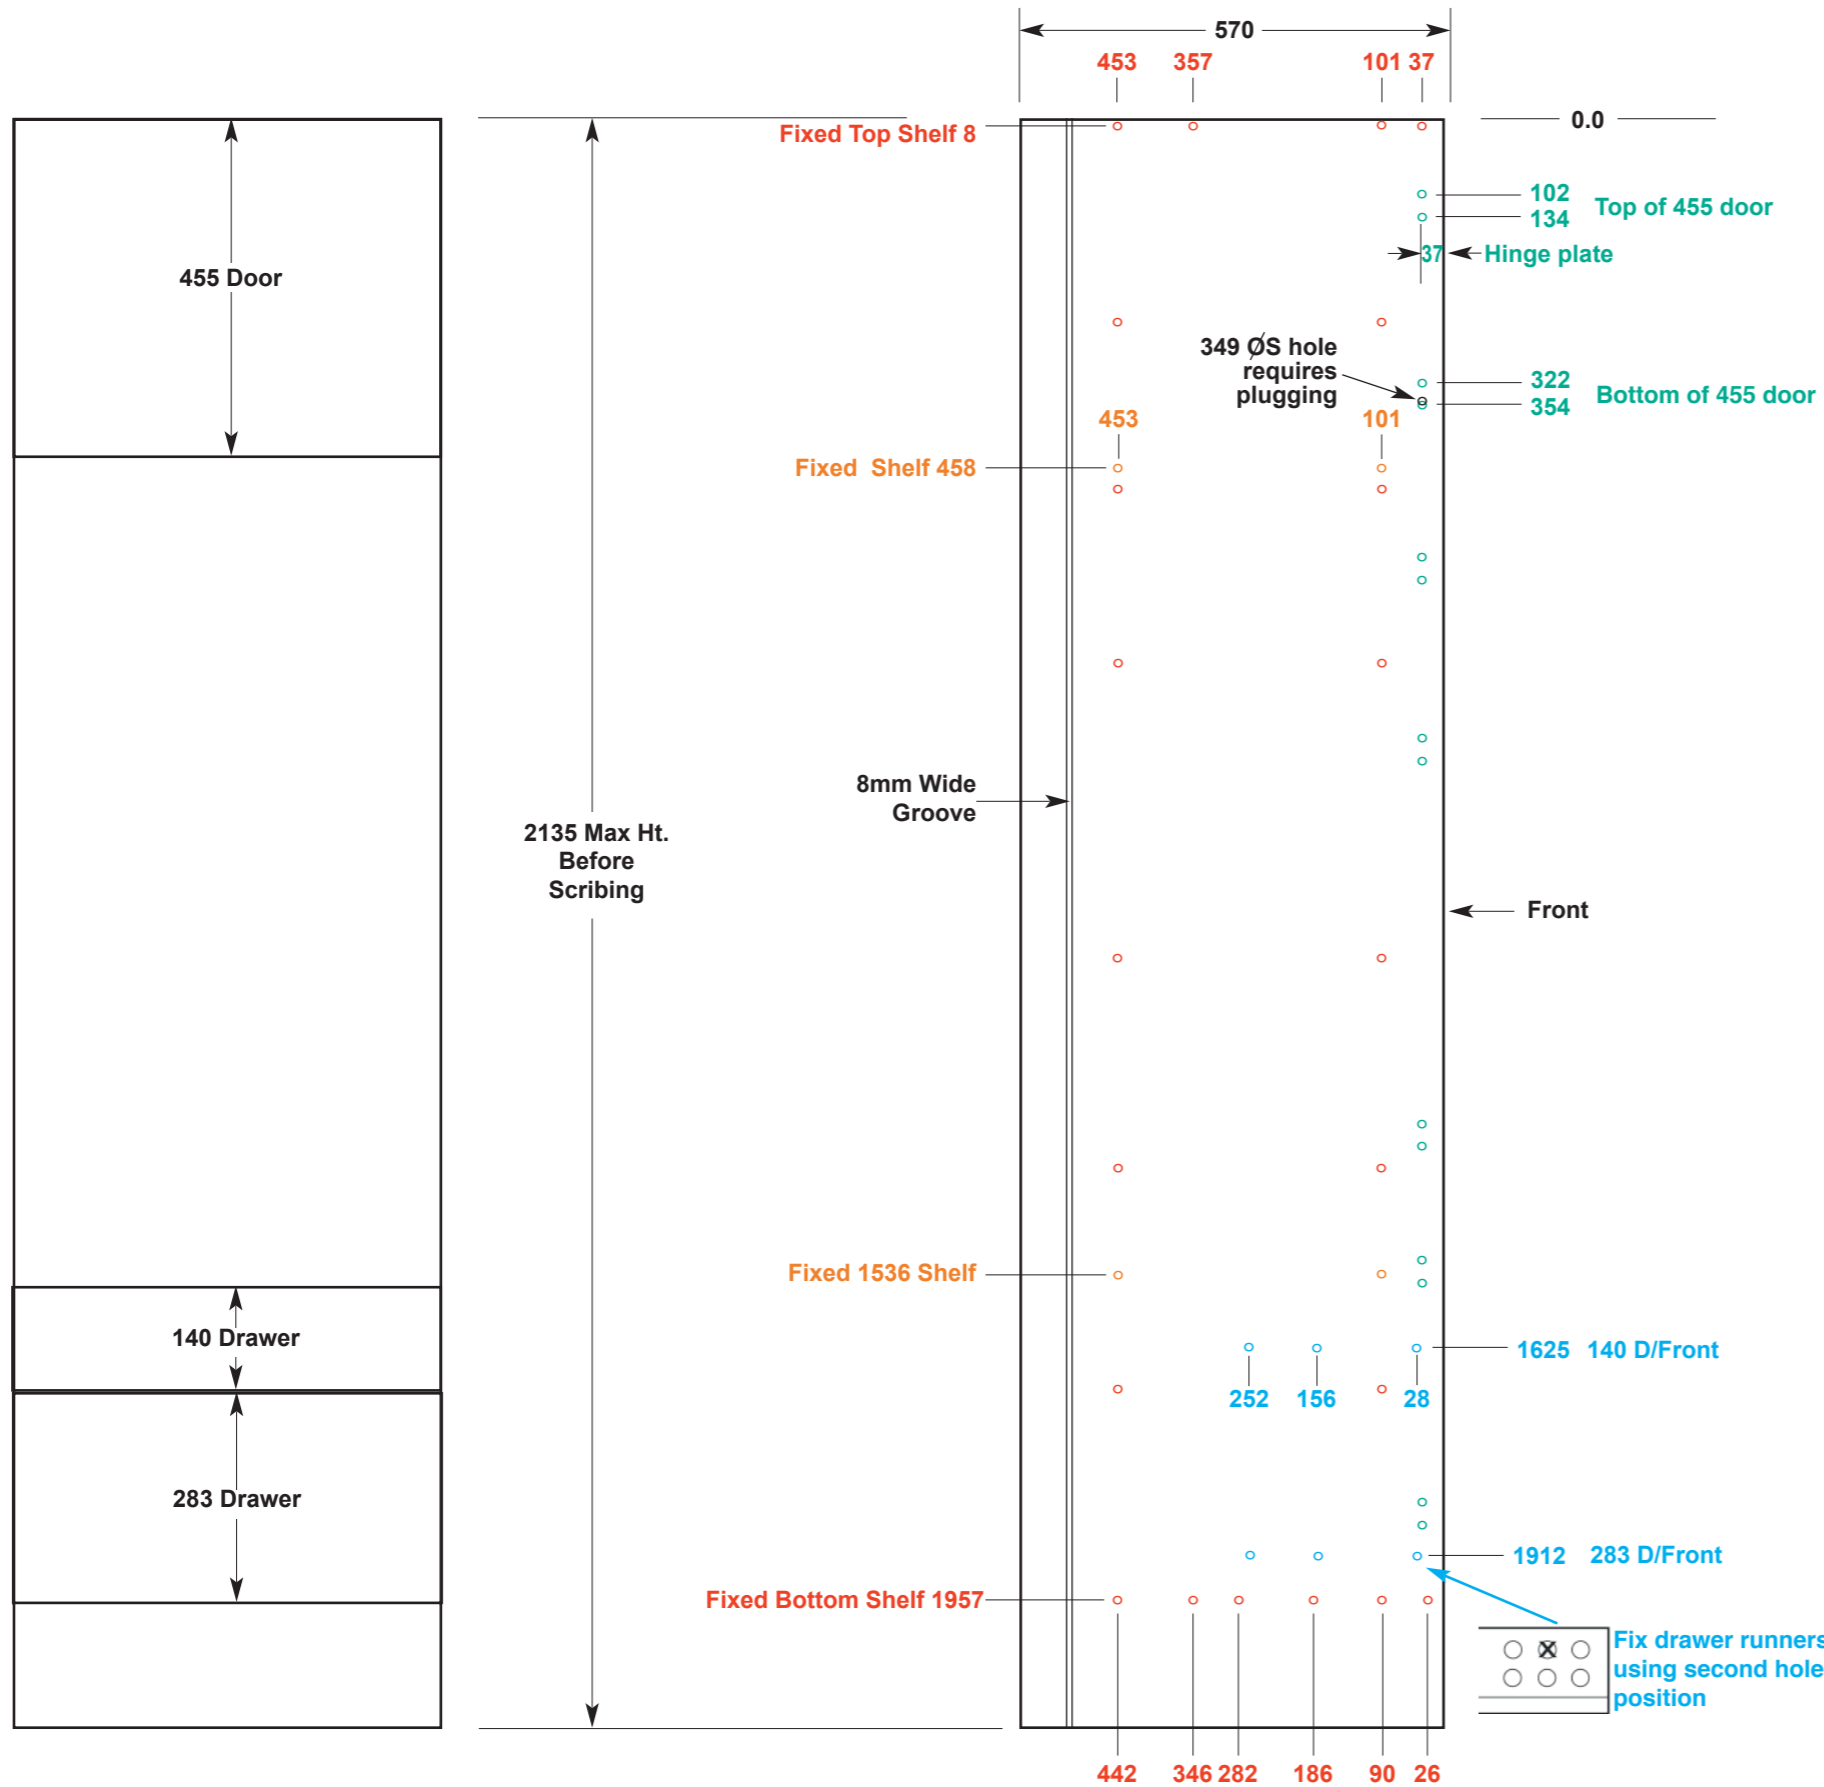 570
453 357 101 37
Fixed Top Shelf 8
0.0
102
134
Top of 455 door
37
Hinge plate
455 Door
349 ØS hole
requires
plugging
322
354
Bottom of 455 door
453 101
Fixed Shelf 458
8mm Wide
Groove
2135 Max Ht.
Before
Scribing
Front
Fixed 1536 Shelf
140 Drawer
1625 140 D/Front
252 156 28
283 Drawer
1912 283 D/Front
Fixed Bottom Shelf 1957
Fix drawer runners
using second hole
position
442 346 282 186 90 26